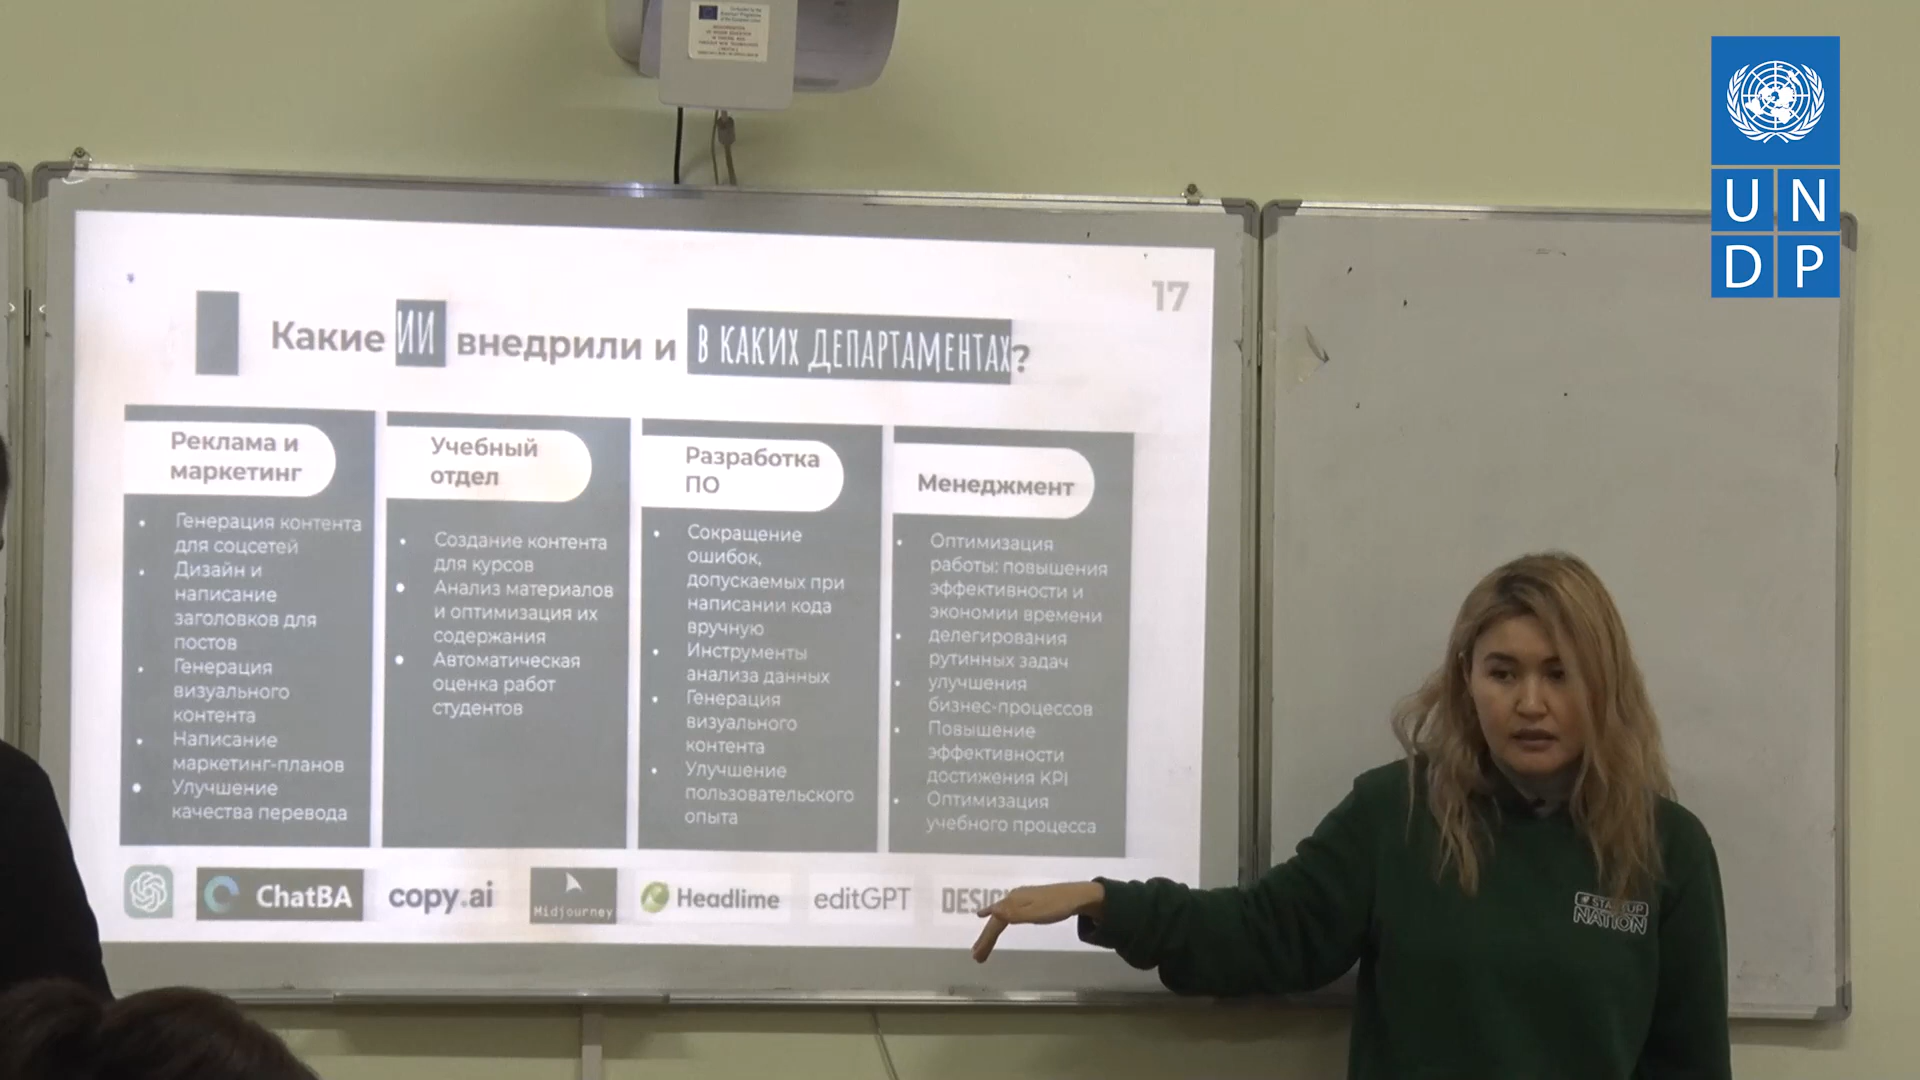 UN
DP
17
Какие ИИ внедрили и В КАКИХ ДЕПАРТАМЕНТАХ?
Реклама и
маркетинг
• Генерация контента
для соцсетей
• Дизайн и
написание
заголовков для
постов
• Генерация
визуального
контента
• Написание
маркетинг-планов
• Улучшение
качества перевода
Учебный
отдел
• Создание контента
для курсов
• Анализ материалов
и оптимизация их
содержания
• Автоматическая
оценка работ
студентов
Разработка
ПО
• Сокращение
ошибок,
допускаемых при
написании кода
вручную
• Инструменты
анализа данных
• Генерация
визуального
контента
• Улучшение
пользовательского
опыта
Менеджмент
• Оптимизация
работы: повышения
эффективности и
экономии времени
• делегирования
рутинных задач
• улучшения
бизнес-процессов
• Повышение
эффективности
достижения KPI
• Оптимизация
учебного процесса
ChatBA
copy.ai
Midjourney
Headlime
editGPT
STARTUP
NATION